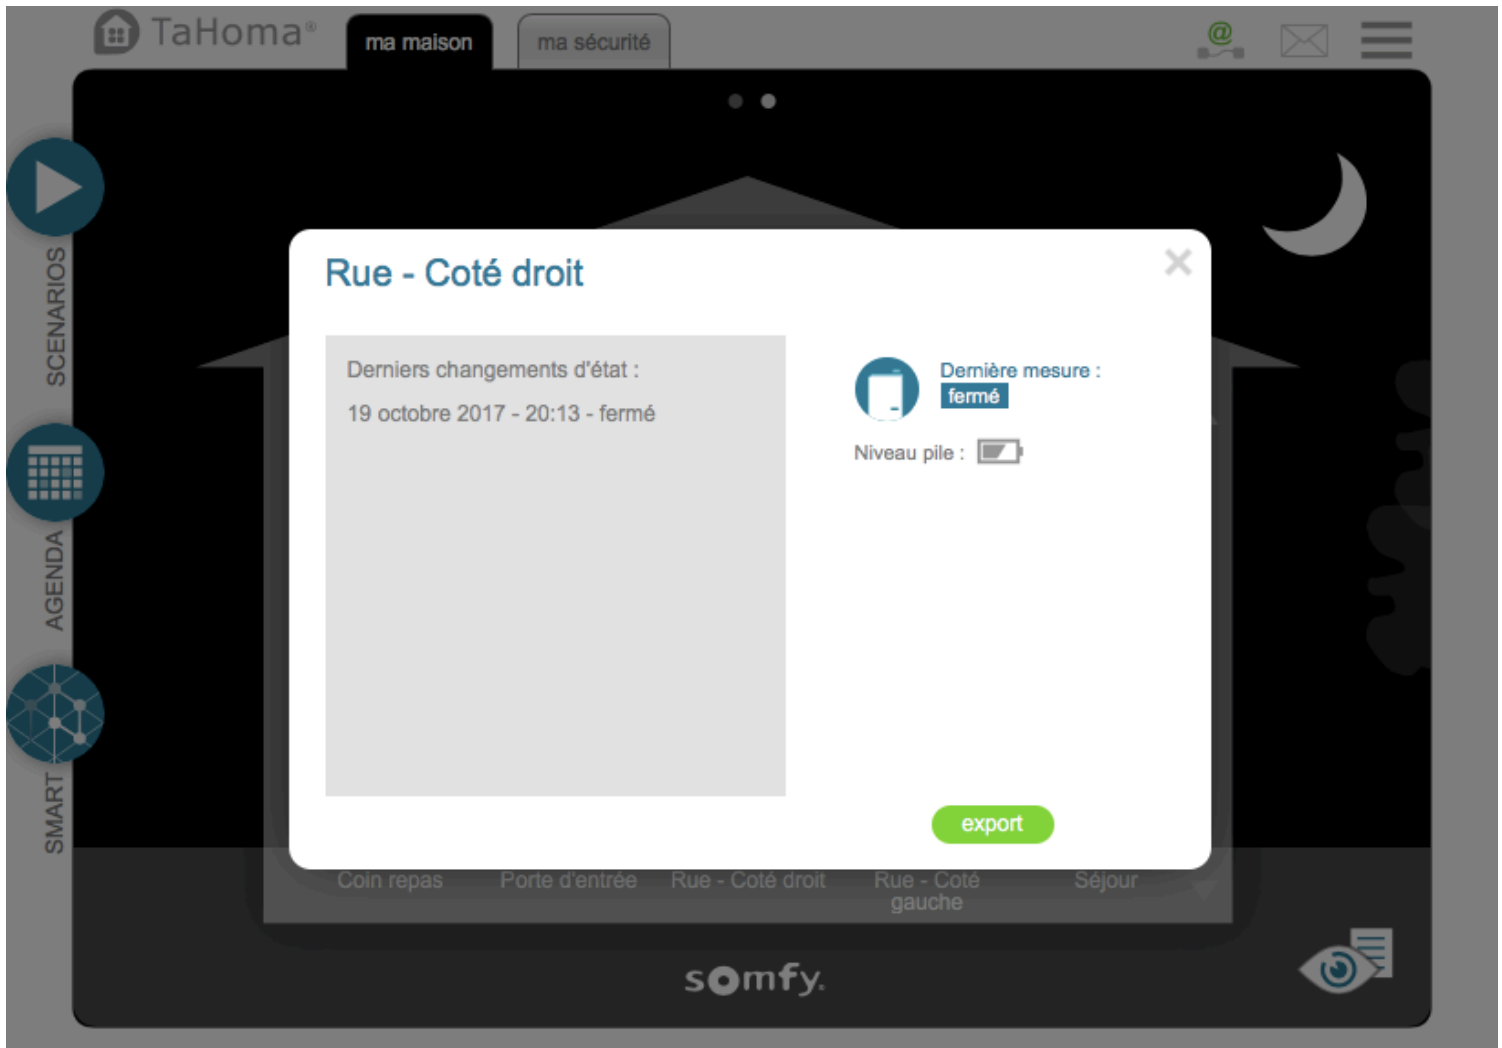 TaHoma®
ma maison
ma sécurité
@
SCENARIOS
AGENDA
SMART
Rue - Coté droit
Derniers changements d'état :
19 octobre 2017 - 20:13 - fermé
Dernière mesure :
fermé
Niveau pile :
export
Coin repas
Porte d'entrée
Rue - Coté droit
Rue - Coté
gauche
Séjour
somfy.